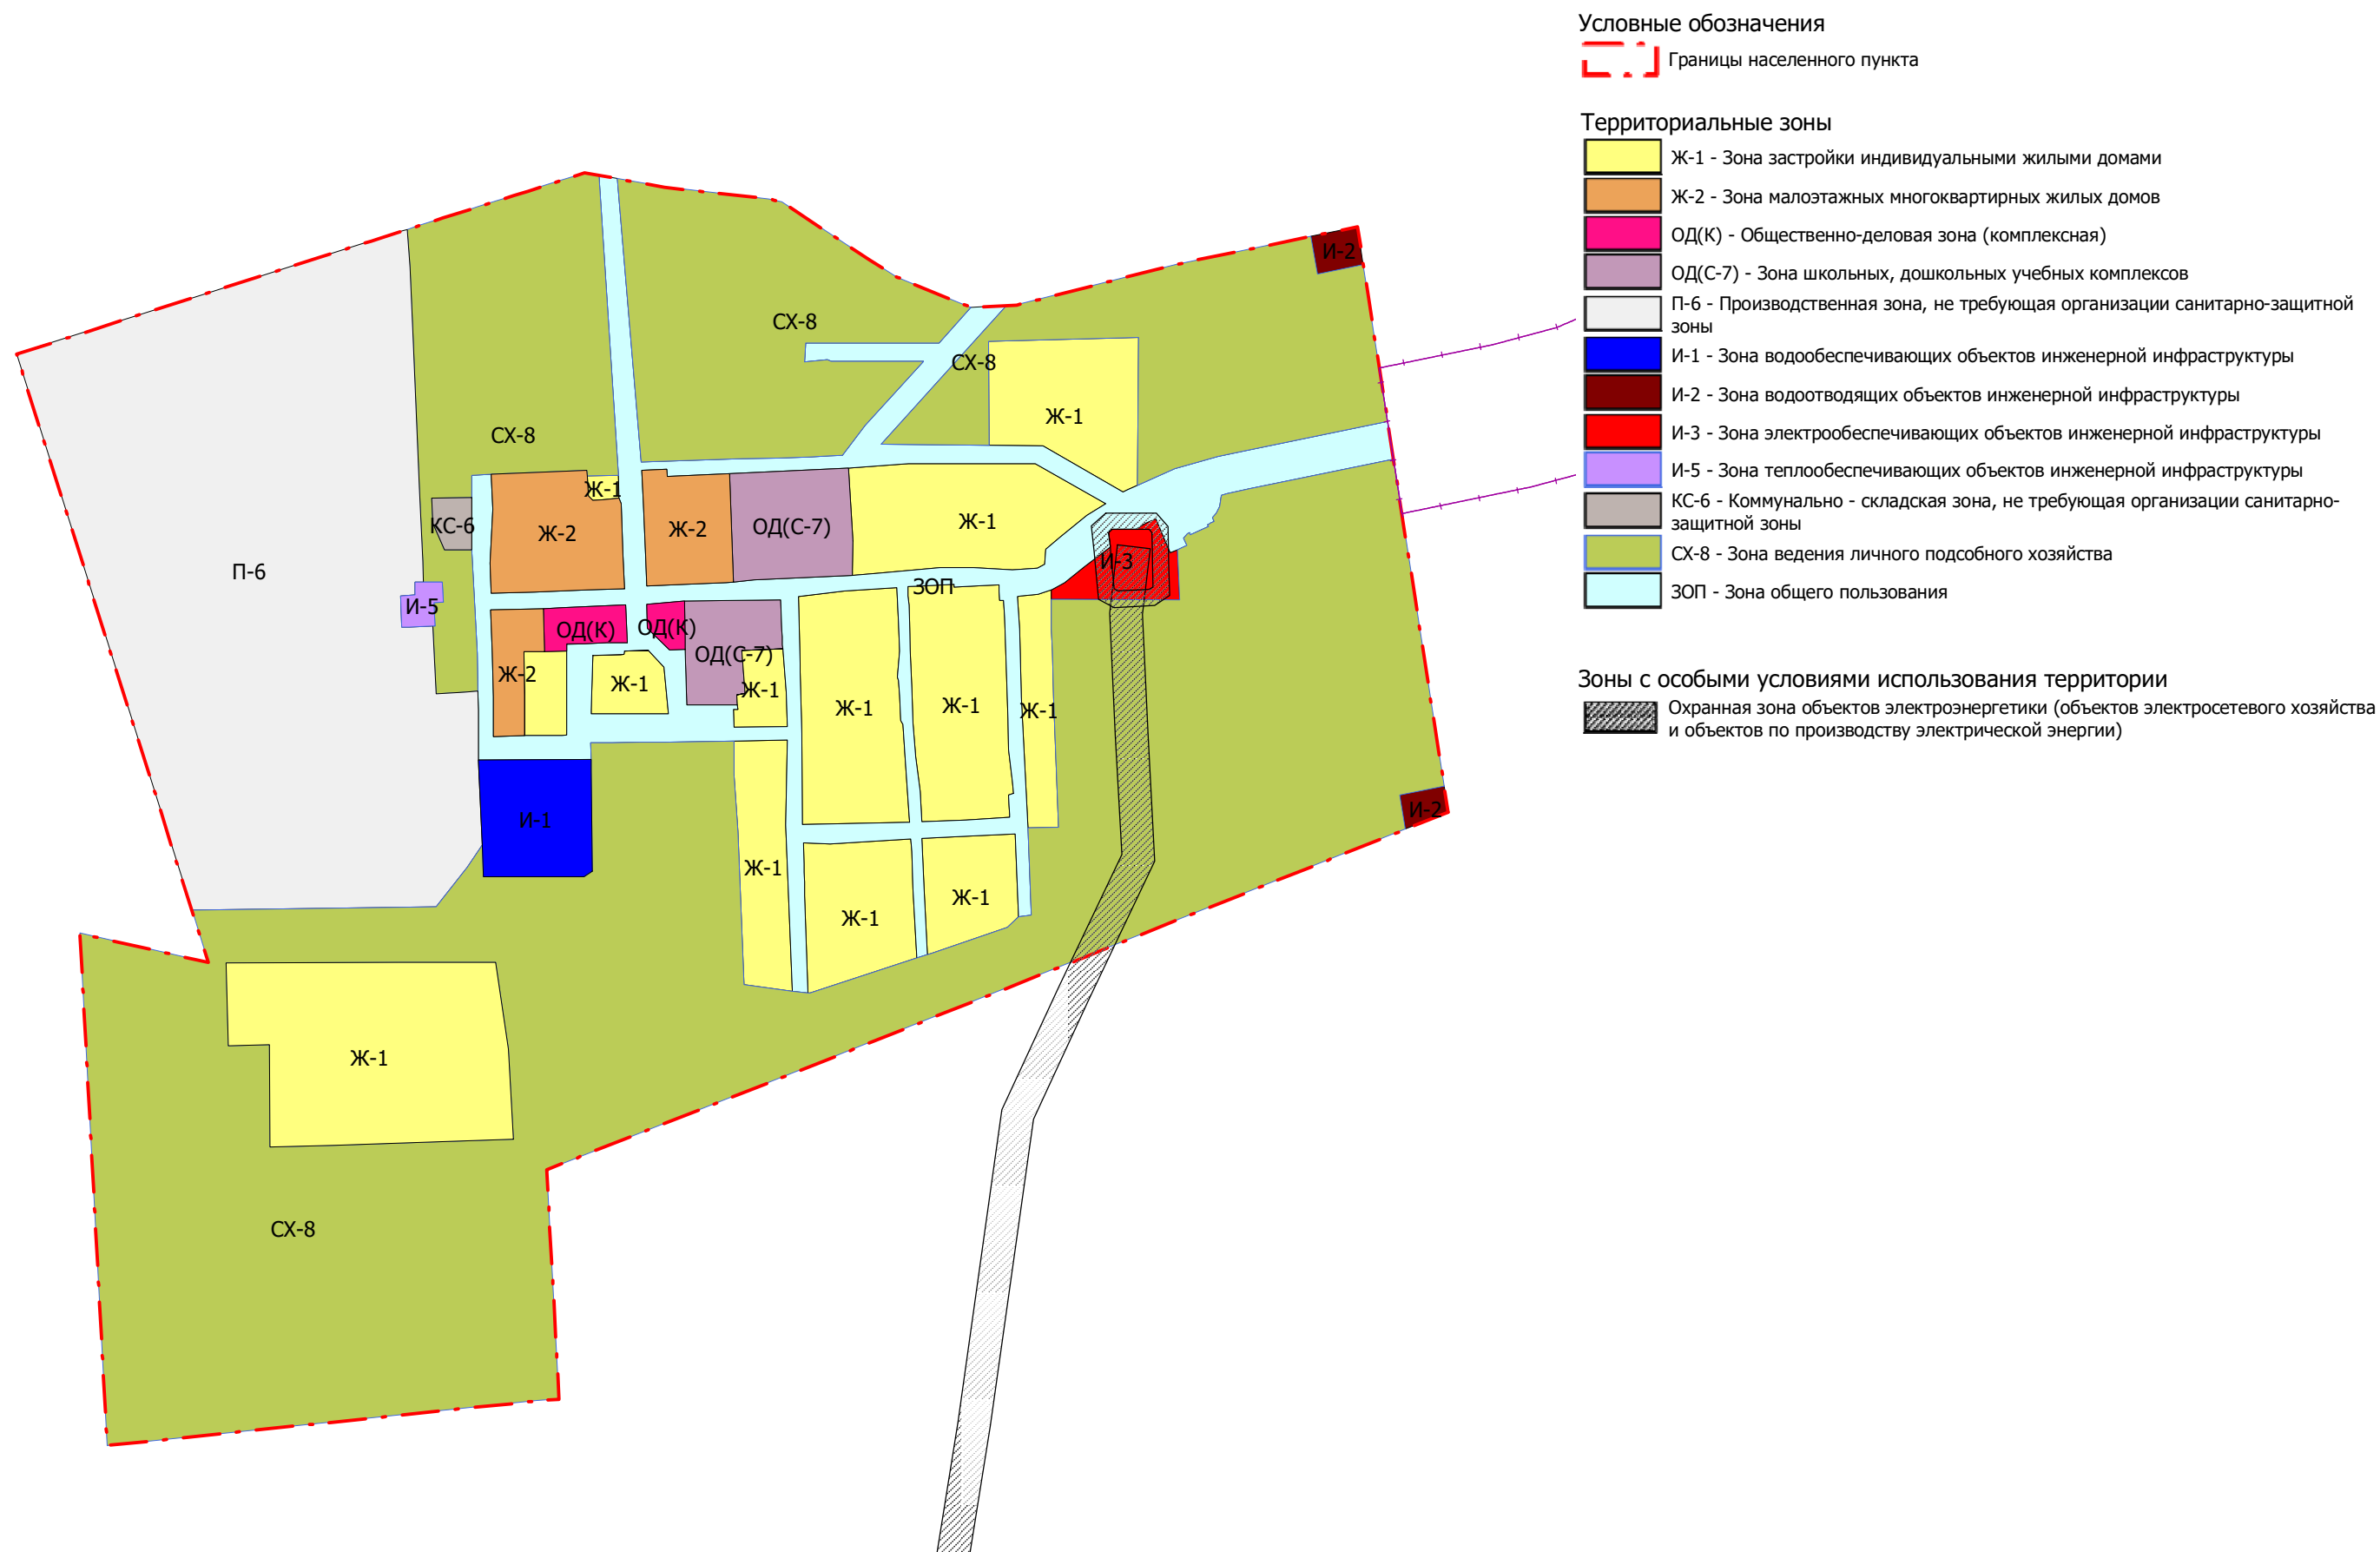 Условные обозначения
Границы населенного пункта
Территориальные зоны
Ж-1 - Зона застройки индивидуальными жилыми домами
Ж-2 - Зона малоэтажных многоквартирных жилых домов
ОД(К) - Общественно-деловая зона (комплексная)
ОД(С-7) - Зона школьных, дошкольных учебных комплексов
П-6 - Производственная зона, не требующая организации санитарно-защитной
зоны
И-1 - Зона водообеспечивающих объектов инженерной инфраструктуры
И-2 - Зона водоотводящих объектов инженерной инфраструктуры
И-3 - Зона электрообеспечивающих объектов инженерной инфраструктуры
И-5 - Зона теплообеспечивающих объектов инженерной инфраструктуры
КС-6 - Коммунально - складская зона, не требующая организации санитарно-
защитной зоны
СХ-8 - Зона ведения личного подсобного хозяйства
ЗОП - Зона общего пользования
Зоны с особыми условиями использования территории
Охранная зона объектов электроэнергетики (объектов электросетевого хозяйства
и объектов по производству электрической энергии)
И-2
СХ-8
СХ-8
Ж-1
СХ-8
Ж-1
КС-6
Ж-2
Ж-2
ОД(С-7)
Ж-1
П-6
И-3
ЗОП
И-5
ОД(К)
ОД(К)
ОД(С-7)
Ж-2
Ж-1
Ж-1
Ж-1
Ж-1
Ж-1
И-1
И-2
Ж-1
Ж-1
Ж-1
Ж-1
СХ-8